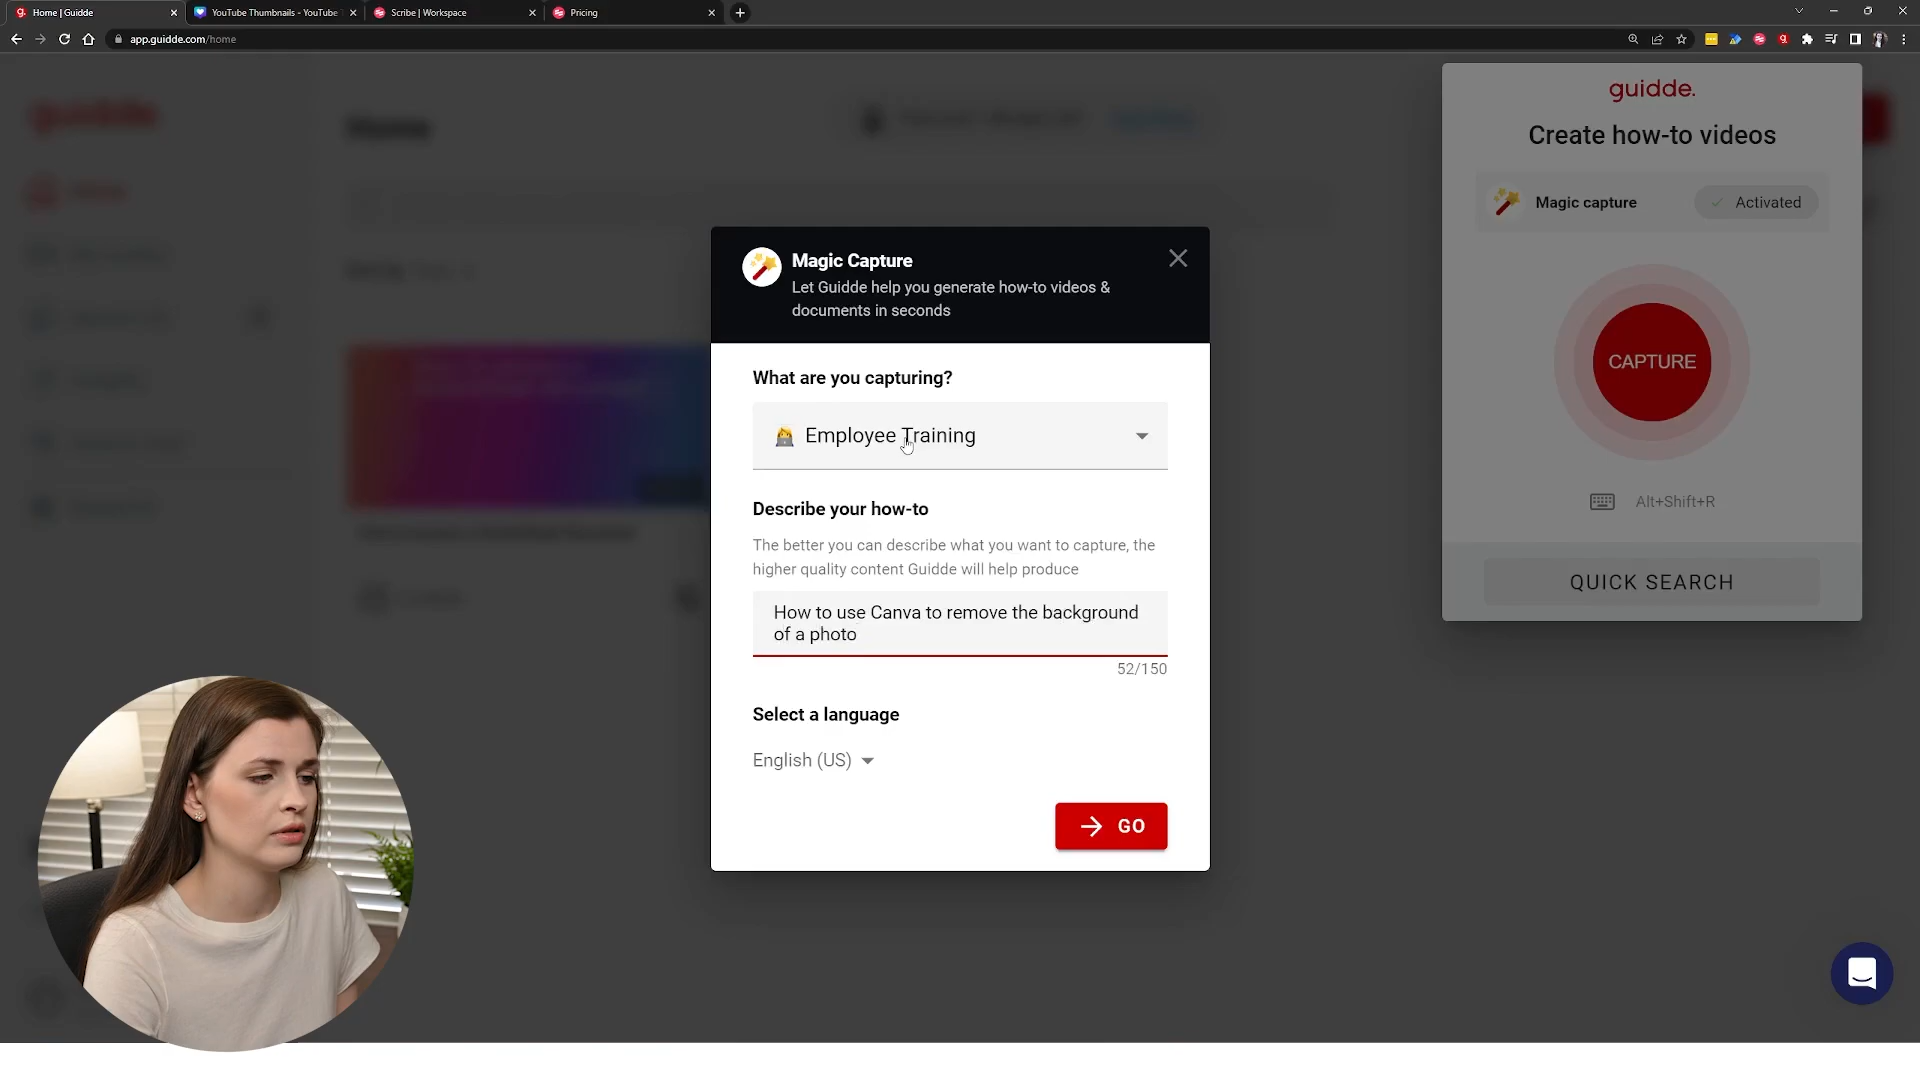 Home | Guidde
YouTube Thumbnails - YouTube
Scribe | Workspace
Pricing
app.guidde.com/home
guidde
Home
guidde.
Create how-to videos
Magic capture
Activated
CAPTURE
Alt+Shift+R
QUICK SEARCH
Magic Capture
Let Guidde help you generate how-to videos &
documents in seconds
What are you capturing?
Employee Training
Describe your how-to
The better you can describe what you want to capture, the
higher quality content Guidde will help produce
How to use Canva to remove the background
of a photo
52/150
Select a language
English (US)
GO